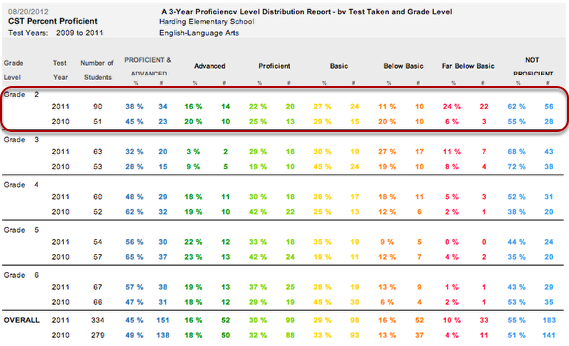 08/20/2012
A 3-Year Proficiency Level Distribution Report - by Test Taken and Grade Level
CST Percent Proficient Harding Elementary School
Test Years: 2009 to 2011 English-Language Arts
Grade Level Test Year Number of Students PROFICIENT & ADVANCED Advanced Proficient Basic Below Basic Far Below Basic NOT PROFICIENT
% # % # % # % # % # % # % #
Grade 2
2011 90 38 % 34 16 % 14 22 % 20 27 % 24 11 % 10 24 % 22 62 % 56
2010 51 45 % 23 20 % 10 25 % 13 29 % 15 20 % 10 6 % 3 55 % 28
Grade 3
2011 63 32 % 20 3 % 2 29 % 18 30 % 19 27 % 17 11 % 7 68 % 43
2010 53 28 % 15 9 % 5 19 % 10 45 % 24 19 % 10 8 % 4 72 % 38
Grade 4
2011 60 48 % 29 18 % 11 30 % 18 28 % 17 18 % 11 5 % 3 52 % 31
2010 52 62 % 32 19 % 10 42 % 22 25 % 13 12 % 6 2 % 1 38 % 20
Grade 5
2011 54 56 % 30 22 % 12 33 % 18 35 % 19 9 % 5 0 % 0 44 % 24
2010 57 65 % 37 23 % 13 42 % 24 19 % 11 12 % 7 4 % 2 35 % 20
Grade 6
2011 67 57 % 38 19 % 13 37 % 25 28 % 19 13 % 9 1 % 1 43 % 29
2010 66 47 % 31 18 % 12 29 % 19 45 % 30 6 % 4 2 % 1 53 % 35
OVERALL 2011 334 45 % 151 16 % 52 30 % 99 29 % 98 16 % 52 10 % 33 55 % 183
2010 279 49 % 138 18 % 50 32 % 88 33 % 93 13 % 37 4 % 11 51 % 141